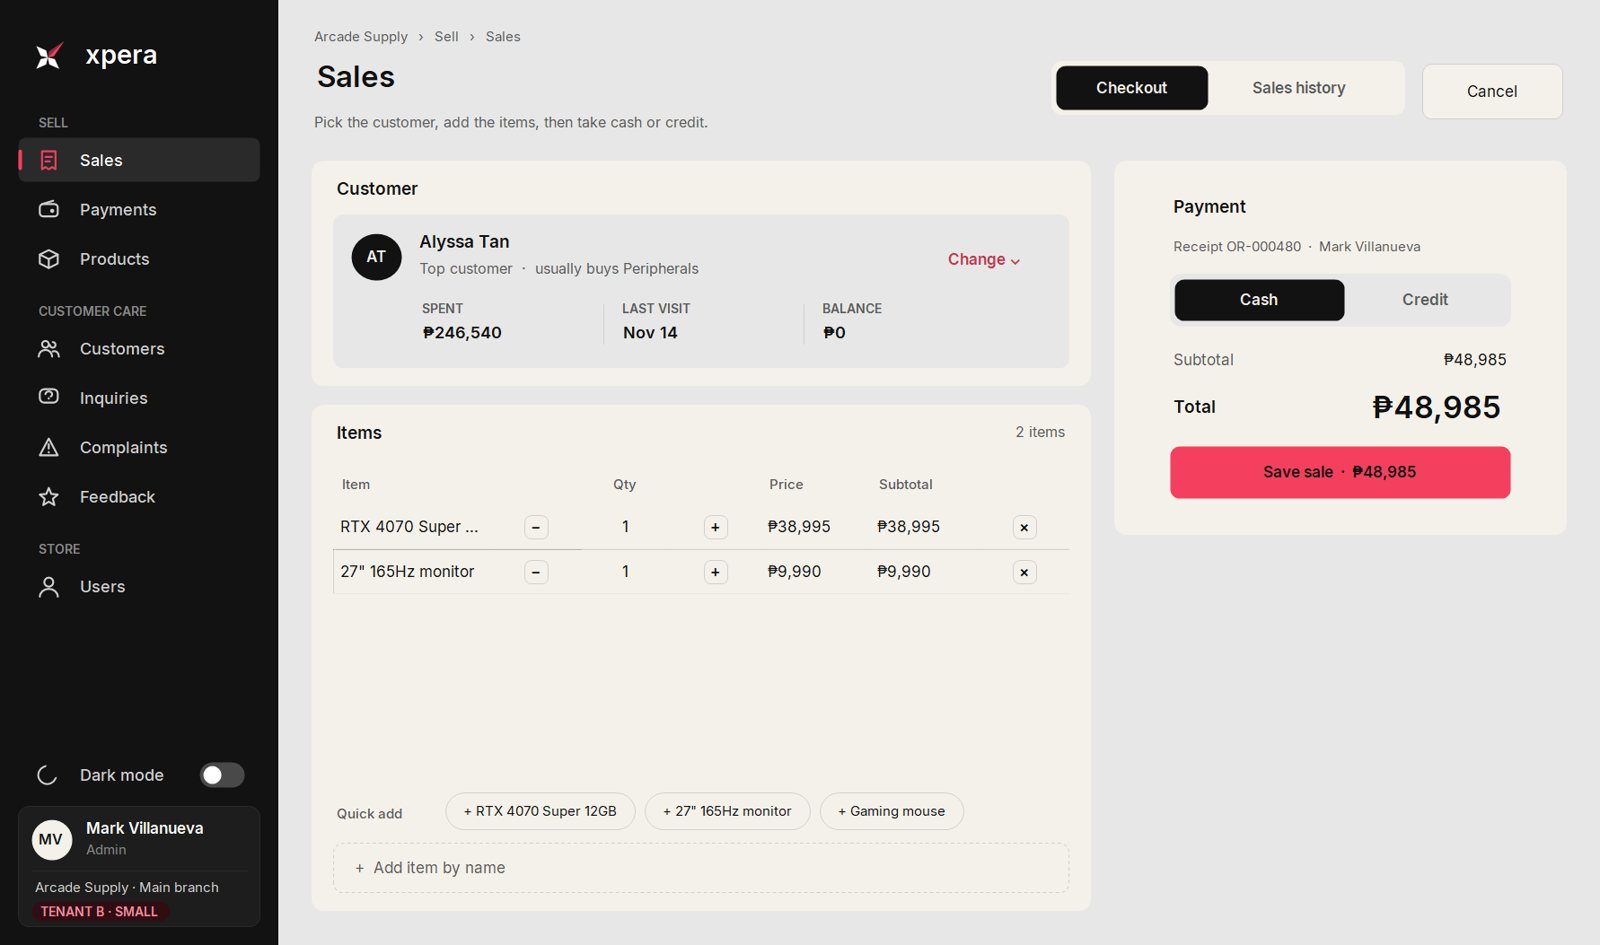 xpera
SELL
Sales
Payments
Products
CUSTOMER CARE
Customers
Inquiries
Complaints
Feedback
STORE
Users
Dark mode
MV
Mark Villanueva
Admin
Arcade Supply · Main branch
TENANT B · SMALL
Arcade Supply › Sell › Sales
Sales
Pick the customer, add the items, then take cash or credit.
Checkout
Sales history
Cancel
Customer
AT
Alyssa Tan
Top customer · usually buys Peripherals
Change
SPENT
₱246,540
LAST VISIT
Nov 14
BALANCE
₱0
Items
2 items
Item Qty Price Subtotal
RTX 4070 Super ... − 1 + ₱38,995 ₱38,995 ×
27" 165Hz monitor − 1 + ₱9,990 ₱9,990 ×
Quick add
+ RTX 4070 Super 12GB
+ 27" 165Hz monitor
+ Gaming mouse
+ Add item by name
Payment
Receipt OR-000480 · Mark Villanueva
Cash
Credit
Subtotal ₱48,985
Total ₱48,985
Save sale · ₱48,985